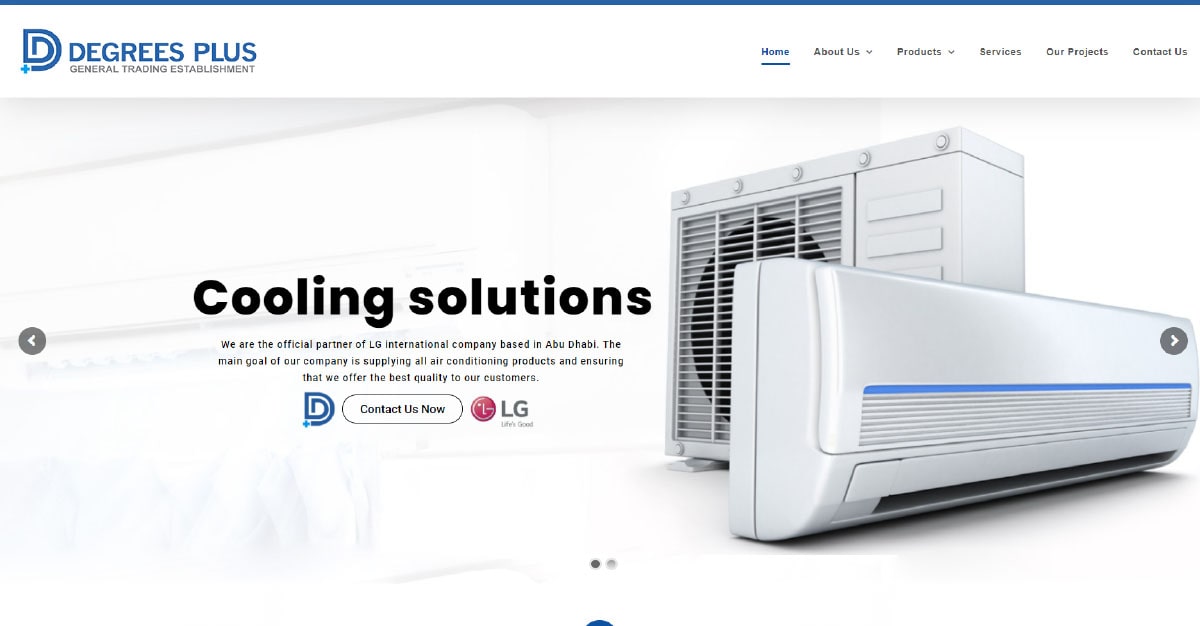 DEGREES PLUS
GENERAL TRADING ESTABLISHMENT
Home About Us Products Services Our Projects Contact Us
Cooling solutions
We are the official partner of LG international company based in Abu Dhabi. The
main goal of our company is supplying all air conditioning products and ensuring
that we offer the best quality to our customers.
Contact Us Now
LG
Life's Good